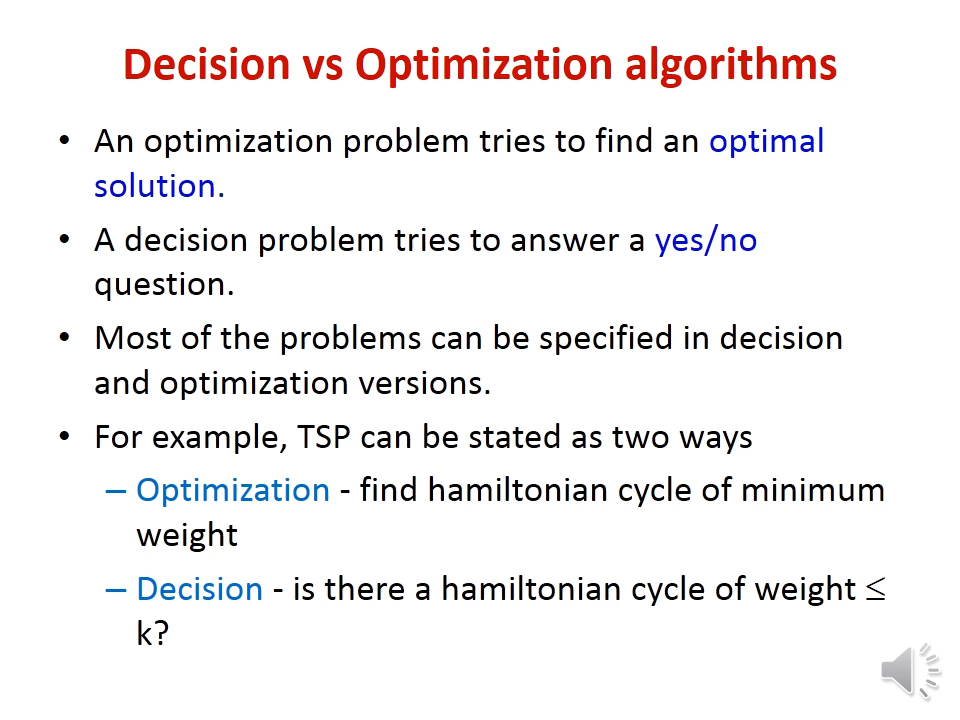 Decision vs Optimization algorithms
• An optimization problem tries to find an optimal
solution.
• A decision problem tries to answer a yes/no
question.
• Most of the problems can be specified in decision
and optimization versions.
• For example, TSP can be stated as two ways
– Optimization - find hamiltonian cycle of minimum
weight
– Decision - is there a hamiltonian cycle of weight ≤
k?